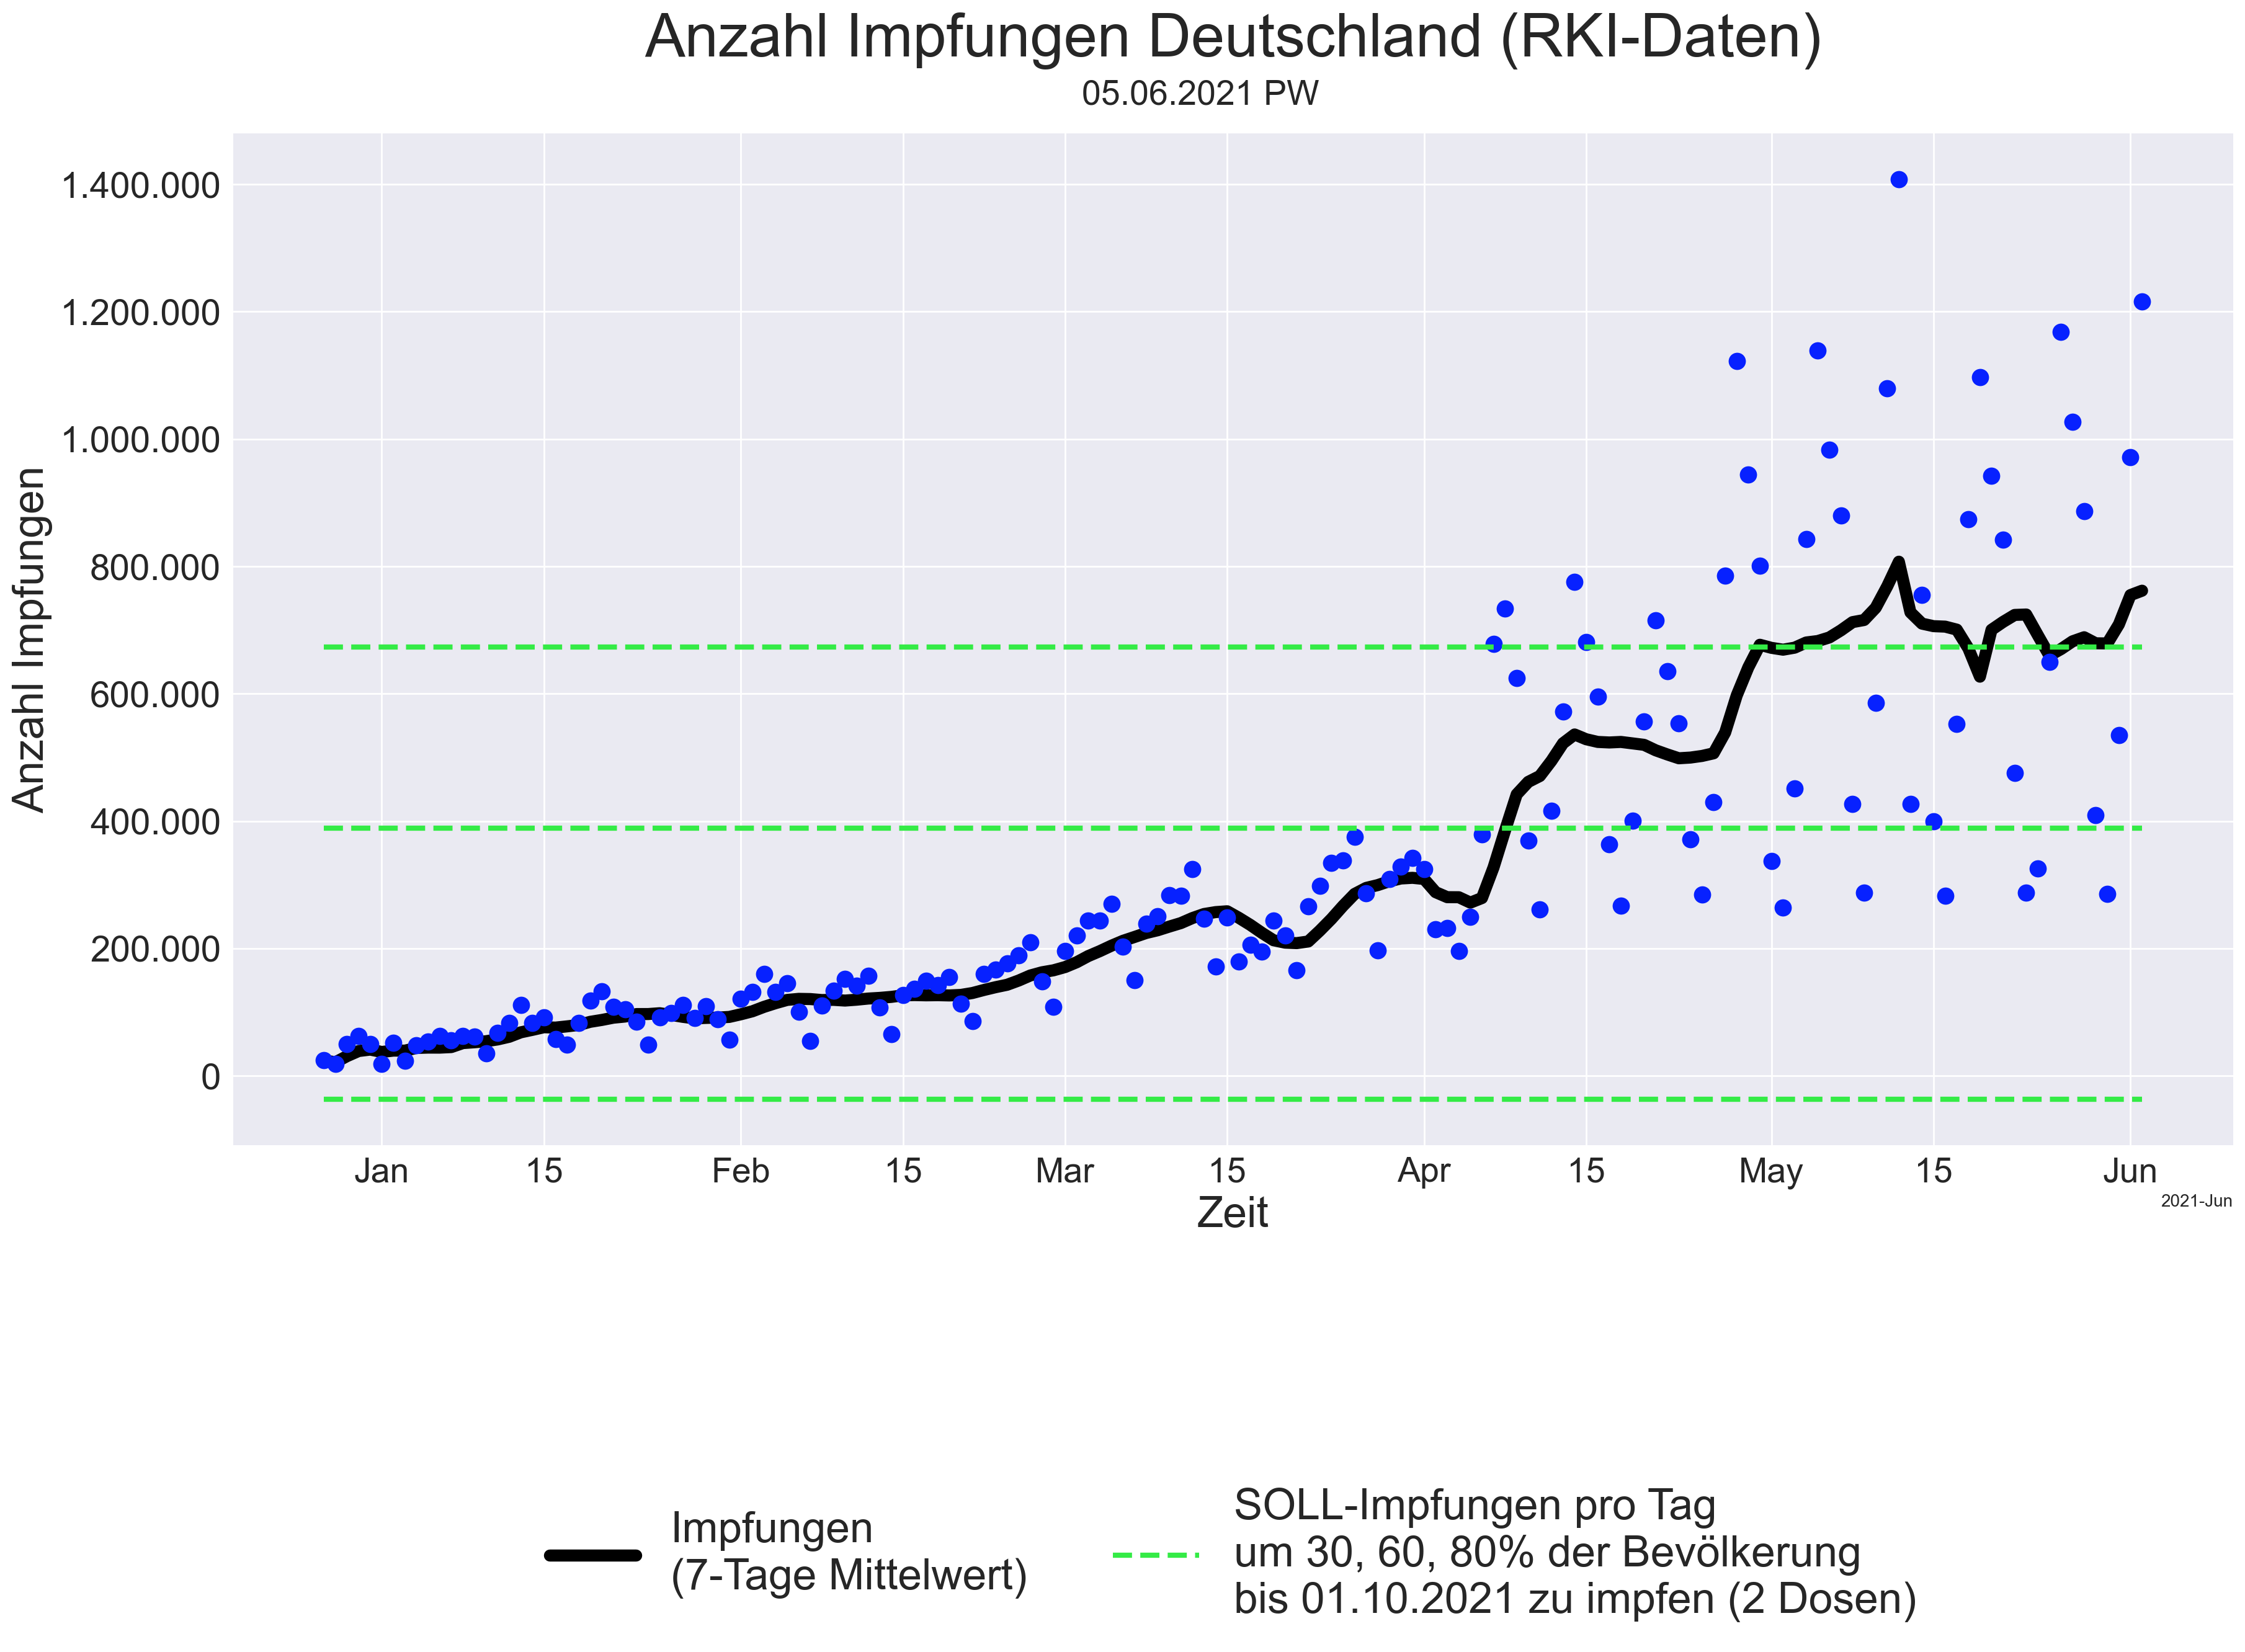 Anzahl Impfungen Deutschland (RKI-Daten)
05.06.2021 PW
Anzahl Impfungen
1.400.000
1.200.000
1.000.000
800.000
600.000
400.000
200.000
0
Jan 15 Feb 15 Mar 15 Apr 15 May 15 Jun
2021-Jun
Zeit
Impfungen
(7-Tage Mittelwert)
SOLL-Impfungen pro Tag
um 30, 60, 80% der Bevölkerung
bis 01.10.2021 zu impfen (2 Dosen)